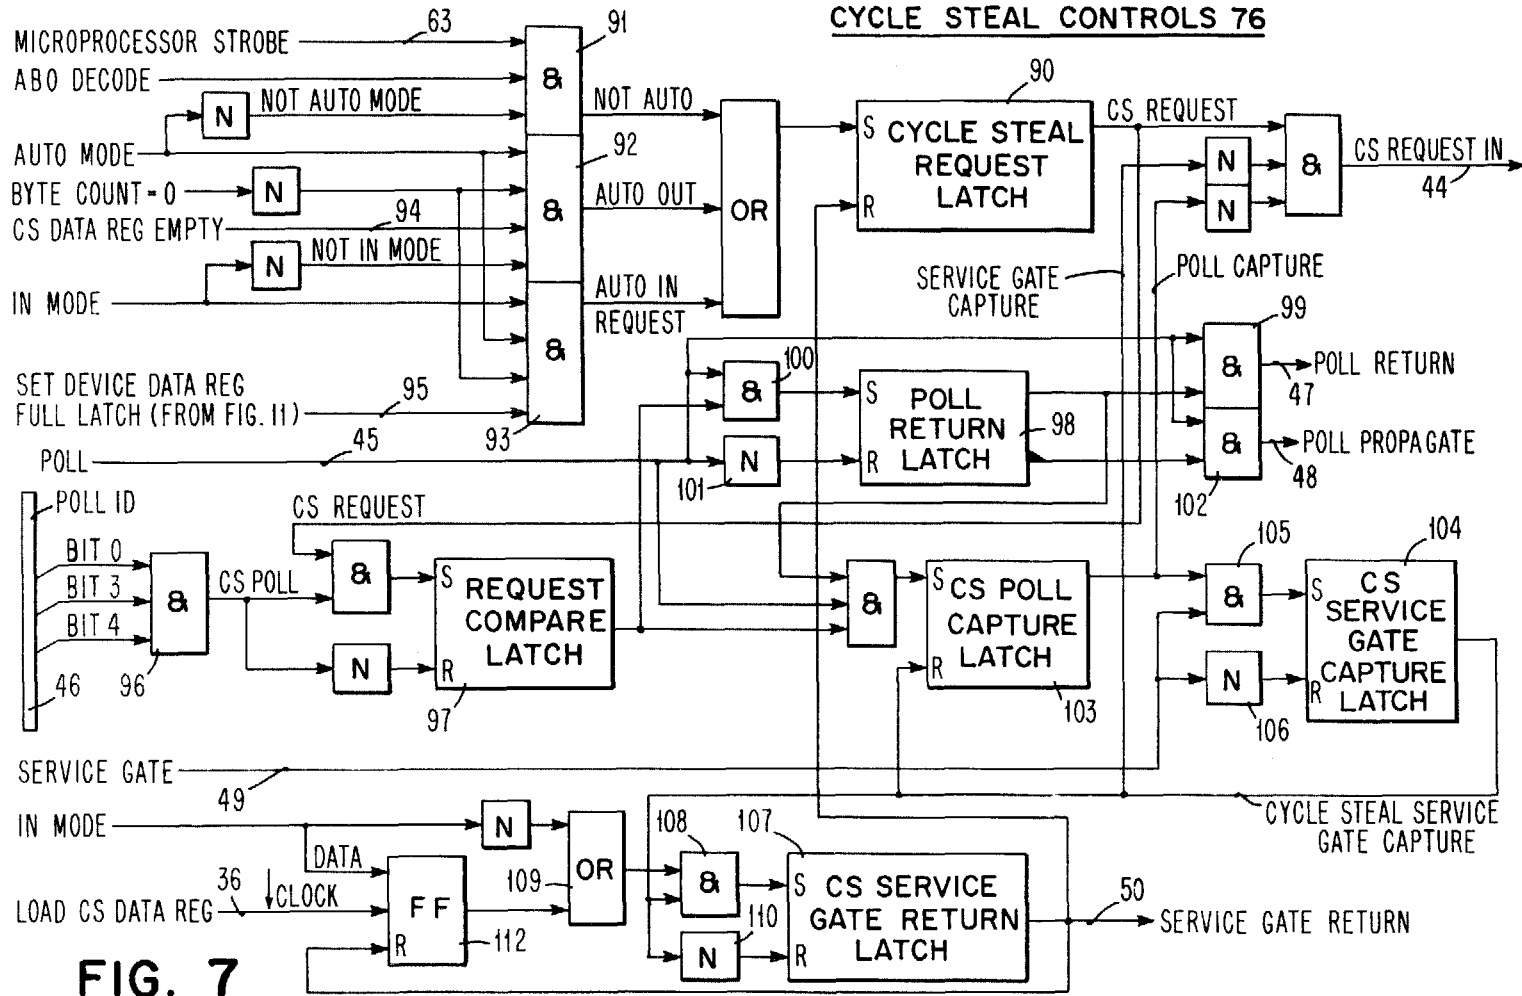 CYCLE STEAL CONTROLS 76
MICROPROCESSOR STROBE
63
91
ABO DECODE
&
NOT AUTO MODE
N
NOT AUTO
90
CYCLE STEAL
REQUEST
LATCH
S
R
CS REQUEST
N
N
&
CS REQUEST IN
44
AUTO MODE
92
BYTE COUNT=0
N
&
AUTO OUT
OR
CS DATA REG EMPTY
94
NOT IN MODE
N
IN MODE
AUTO IN
REQUEST
&
93
SERVICE GATE
CAPTURE
POLL CAPTURE
99
&
POLL RETURN
47
SET DEVICE DATA REG
FULL LATCH (FROM FIG. 11)
95
100
&
S
POLL
RETURN
LATCH
R
98
&
POLL PROPAGATE
48
102
POLL
45
N
101
POLL ID
BIT 0
BIT 3
BIT 4
46
&
96
CS POLL
CS REQUEST
&
N
S
REQUEST
COMPARE
LATCH
R
97
&
S
CS POLL
CAPTURE
LATCH
R
103
105
&
N
106
104
S
CS
SERVICE
GATE
CAPTURE
LATCH
R
SERVICE GATE
49
CYCLE STEAL SERVICE
GATE CAPTURE
IN MODE
N
DATA
OR
109
108
&
107
S
CS SERVICE
GATE RETURN
LATCH
R
110
N
LOAD CS DATA REG
36
CLOCK
FF
R
112
50
SERVICE GATE RETURN
FIG. 7